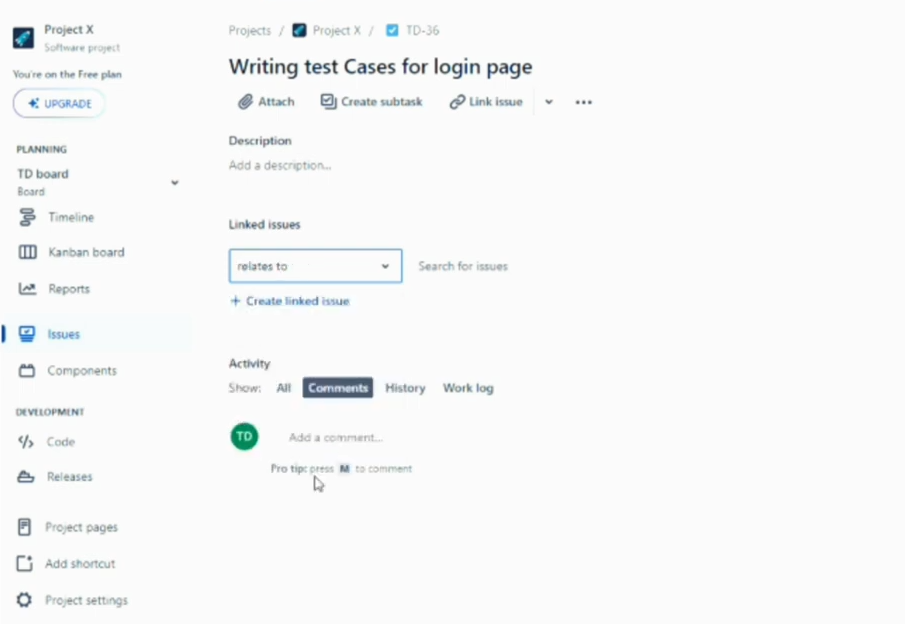 Project X
Software project
You're on the Free plan
UPGRADE
PLANNING
TD board
Board
Timeline
Kanban board
Reports
Issues
Components
DEVELOPMENT
Code
Releases
Project pages
Add shortcut
Project settings
Projects / Project X / TD-36
Writing test Cases for login page
Attach Create subtask Link issue
Description
Add a description...
Linked issues
relates to Search for issues
+ Create linked issue
Activity
Show: All Comments History Work log
TD Add a comment...
Pro tip: press M to comment